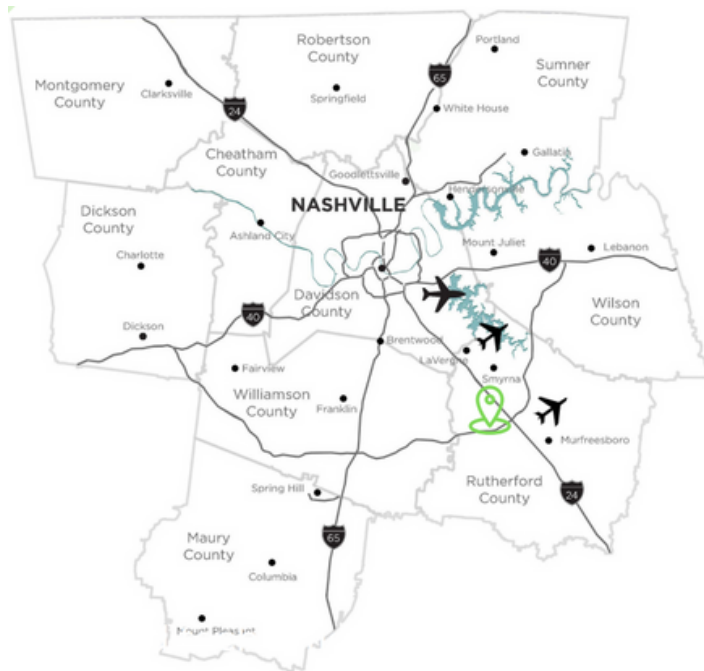 Portland
Robertson
County
Sumner
County
65
Montgomery
County
Clarksville
Springfield
24
White House
Cheatham
County
Gallatin
Goodlettsville
Hendersonville
Dickson
County
NASHVILLE
Ashland City
Mount Juliet
Lebanon
Charlotte
40
Davidson
County
Wilson
County
40
Dickson
Brentwood
LaVergne
Fairview
Smyrna
Williamson
County
Franklin
Murfreesboro
Rutherford
County
Spring Hill
24
65
Maury
County
Columbia
Mount Pleasant